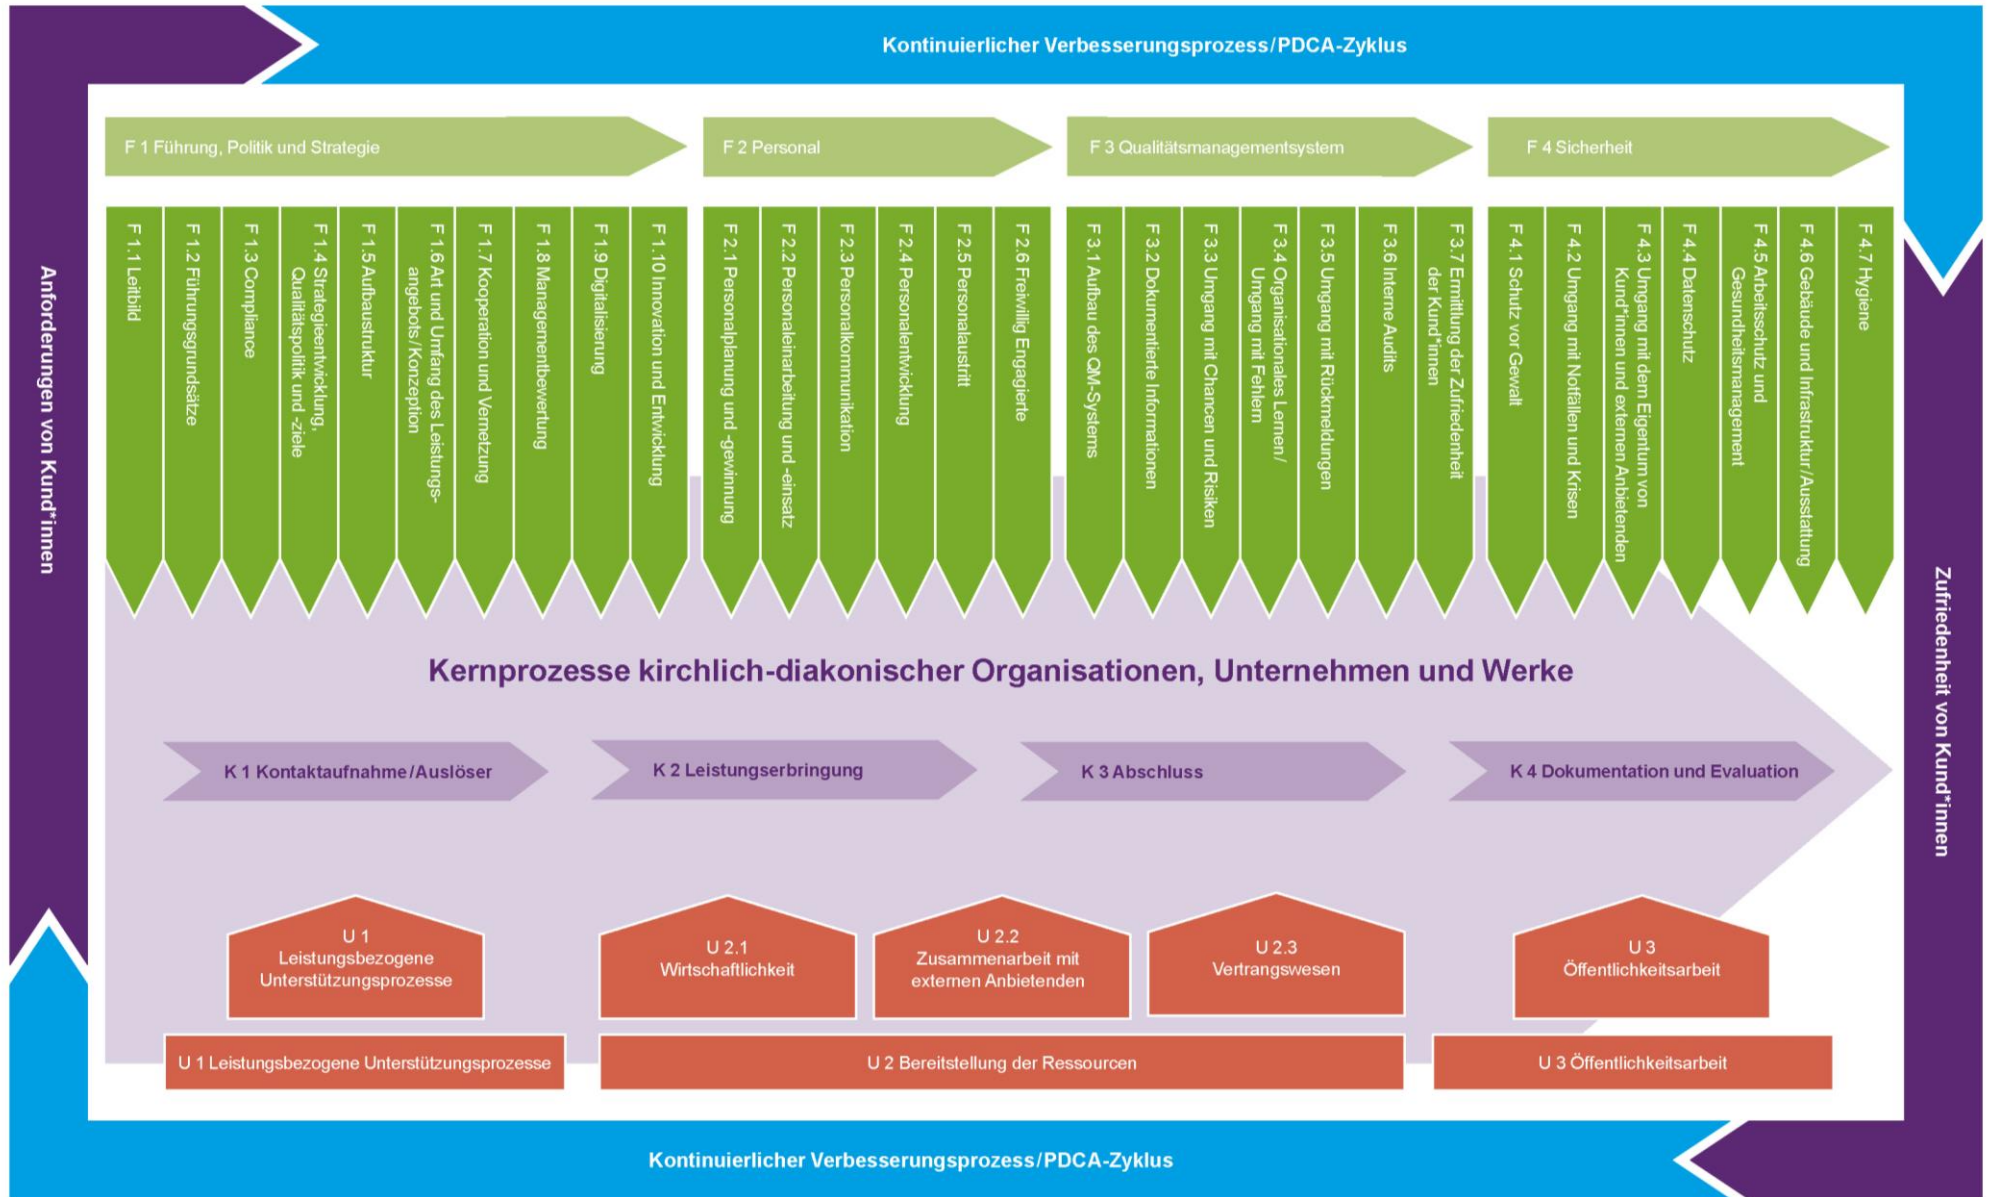 Kontinuierlicher Verbesserungsprozess/PDCA-Zyklus
Anforderungen von Kund*innen
F 1 Führung, Politik und Strategie
F 2 Personal
F 3 Qualitätsmanagementsystem
F 4 Sicherheit
F 1.1 Leitbild
F 1.2 Führungsgrundsätze
F 1.3 Compliance
F 1.4 Strategieentwicklung,
Qualitätspolitik und -ziele
F 1.5 Aufbaustruktur
F 1.6 Art und Umfang des Leistungs-
angebots/Konzeption
F 1.7 Kooperation und Vernetzung
F 1.8 Managementbewertung
F 1.9 Digitalisierung
F 1.10 Innovation und Entwicklung
F 2.1 Personalplanung und -gewinnung
F 2.2 Personaleinarbeitung und -einsatz
F 2.3 Personalkommunikation
F 2.4 Personalentwicklung
F 2.5 Personalaustritt
F 2.6 Freiwillig Engagierte
F 3.1 Aufbau des QM-Systems
F 3.2 Dokumentierte Informationen
F 3.3 Umgang mit Chancen und Risiken
F 3.4 Organisationales Lernen/
Umgang mit Fehlern
F 3.5 Umgang mit Rückmeldungen
F 3.6 Interne Audits
F 3.7 Ermittlung der Zufriedenheit
der Kund*innen
F 4.1 Schutz vor Gewalt
F 4.2 Umgang mit Notfällen und Krisen
F 4.3 Umgang mit dem Eigentum von
Kund*innen und externen Anbietenden
F 4.4 Datenschutz
F 4.5 Arbeitsschutz und
Gesundheitsmanagement
F 4.6 Gebäude und Infrastruktur/Ausstattung
F 4.7 Hygiene
Zufriedenheit von Kund*innen
Kernprozesse kirchlich-diakonischer Organisationen, Unternehmen und Werke
K 1 Kontaktaufnahme/Auslöser
K 2 Leistungserbringung
K 3 Abschluss
K 4 Dokumentation und Evaluation
U 1
Leistungsbezogene
Unterstützungsprozesse
U 2.1
Wirtschaftlichkeit
U 2.2
Zusammenarbeit mit
externen Anbietenden
U 2.3
Vertrangswesen
U 3
Öffentlichkeitsarbeit
U 1 Leistungsbezogene Unterstützungsprozesse
U 2 Bereitstellung der Ressourcen
U 3 Öffentlichkeitsarbeit
Kontinuierlicher Verbesserungsprozess/PDCA-Zyklus